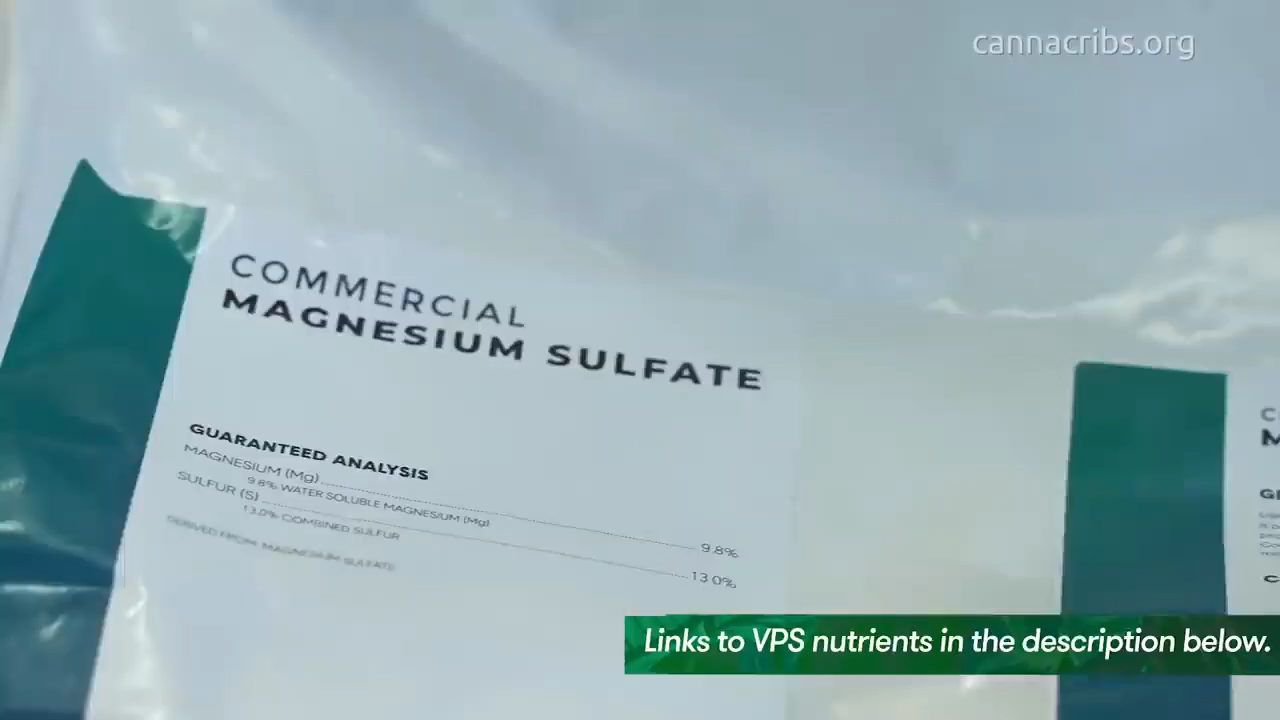 cannacribs.org
COMMERCIAL
MAGNESIUM SULFATE
GUARANTEED ANALYSIS
MAGNESIUM (Mg) 9.8%
9.8% WATER SOLUBLE MAGNESIUM (Mg)
SULFUR (S) 13.0%
13.0% COMBINED SULFUR
DERIVED FROM: MAGNESIUM SULFATE
Links to VPS nutrients in the description below.